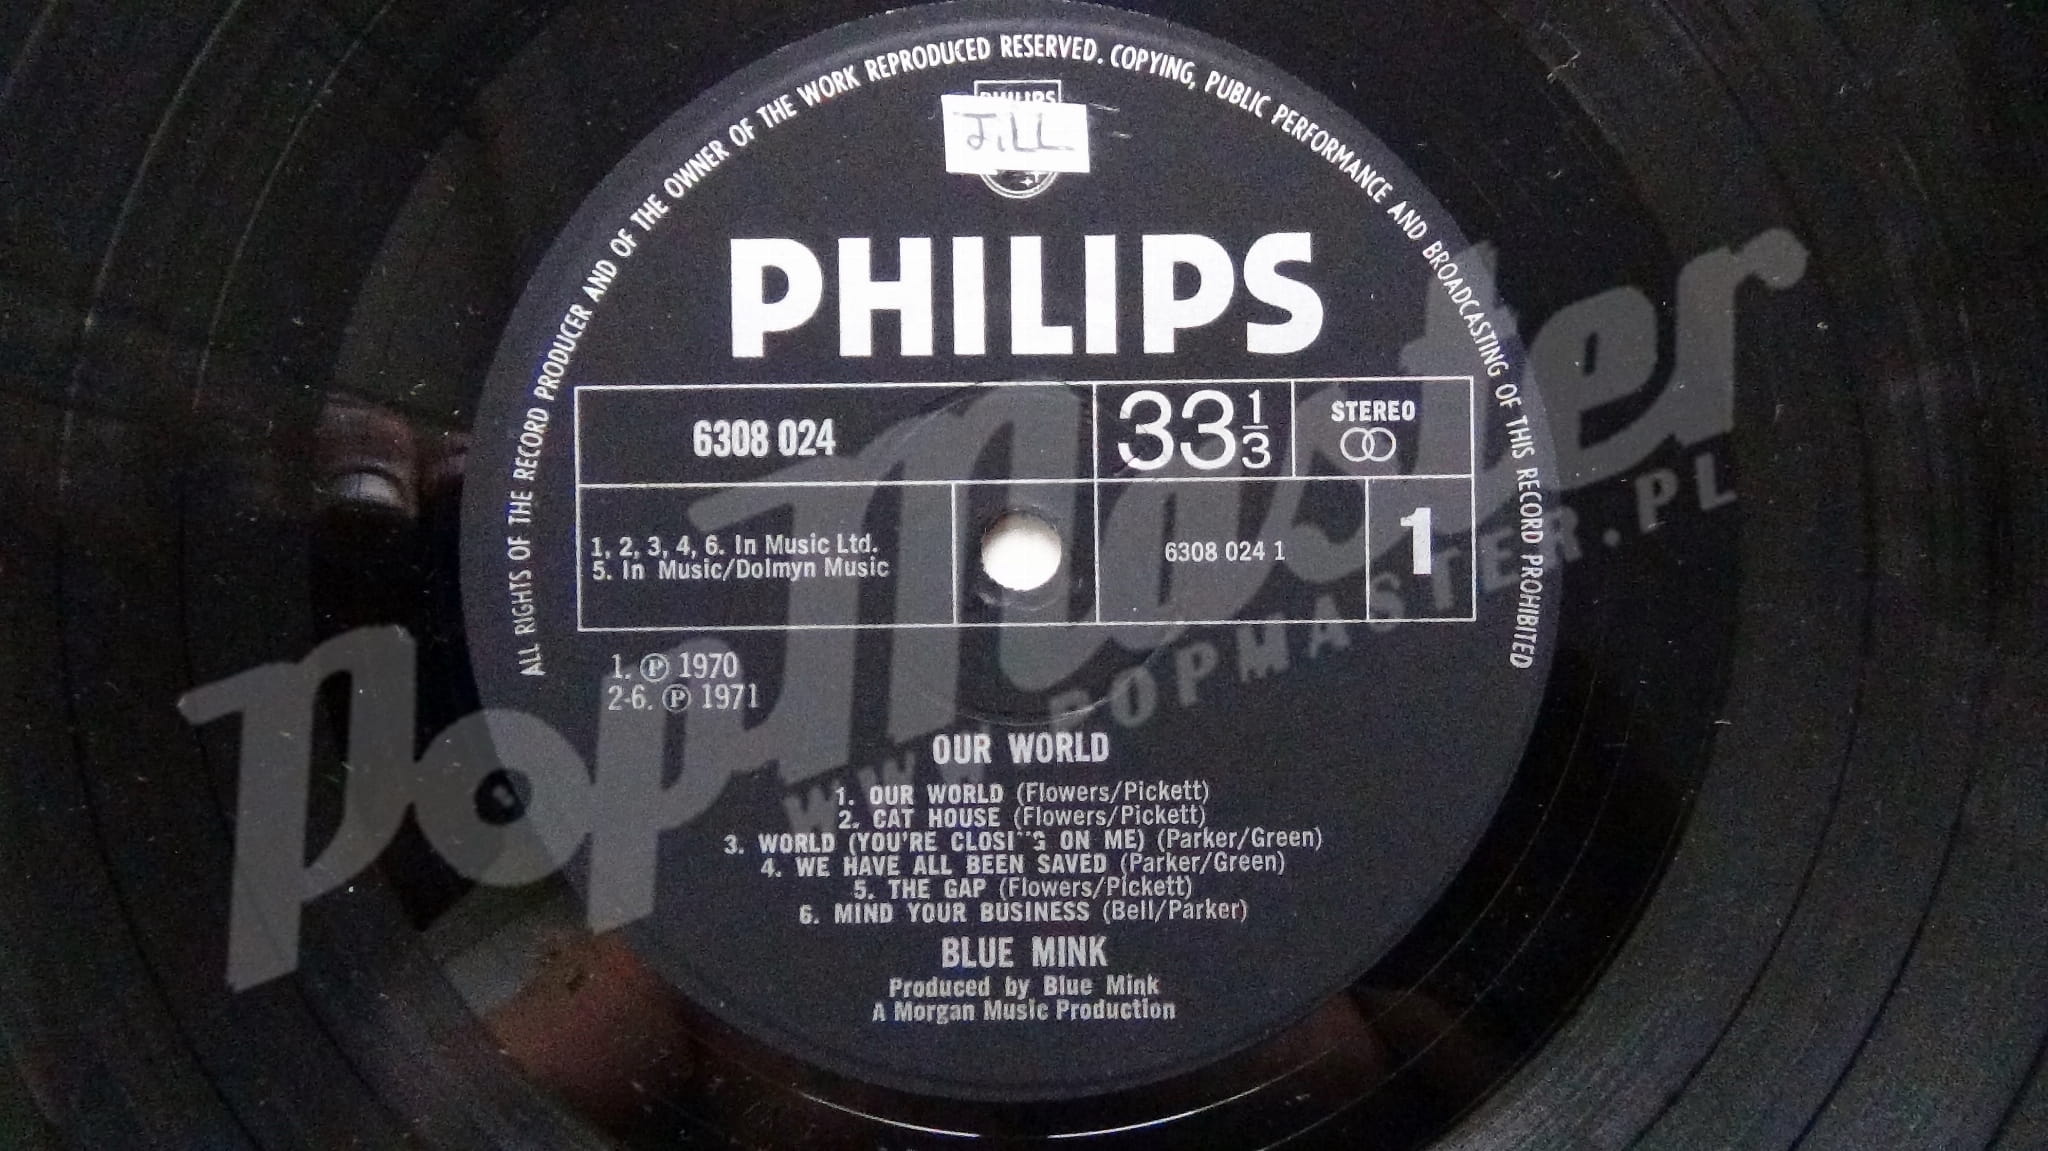 ALL RIGHTS OF THE RECORD PRODUCER AND OF THE OWNER OF THE WORK REPRODUCED RESERVED. COPYING, PUBLIC PERFORMANCE AND BROADCASTING OF THIS RECORD PROHIBITED
PHILIPS
JILL
PHILIPS
6308 024
33 1/3
STEREO
1, 2, 3, 4, 6. In Music Ltd.
5. In Music/Dolmyn Music
6308 024 1
1
1. Ⓟ 1970
2-6. Ⓟ 1971
OUR WORLD
1. OUR WORLD (Flowers/Pickett)
2. CAT HOUSE (Flowers/Pickett)
3. WORLD (YOU'RE CLOSI G ON ME) (Parker/Green)
4. WE HAVE ALL BEEN SAVED (Parker/Green)
5. THE GAP (Flowers/Pickett)
6. MIND YOUR BUSINESS (Bell/Parker)
BLUE MINK
Produced by Blue Mink
A Morgan Music Production
PopMaster
WWW.POPMASTER.PL